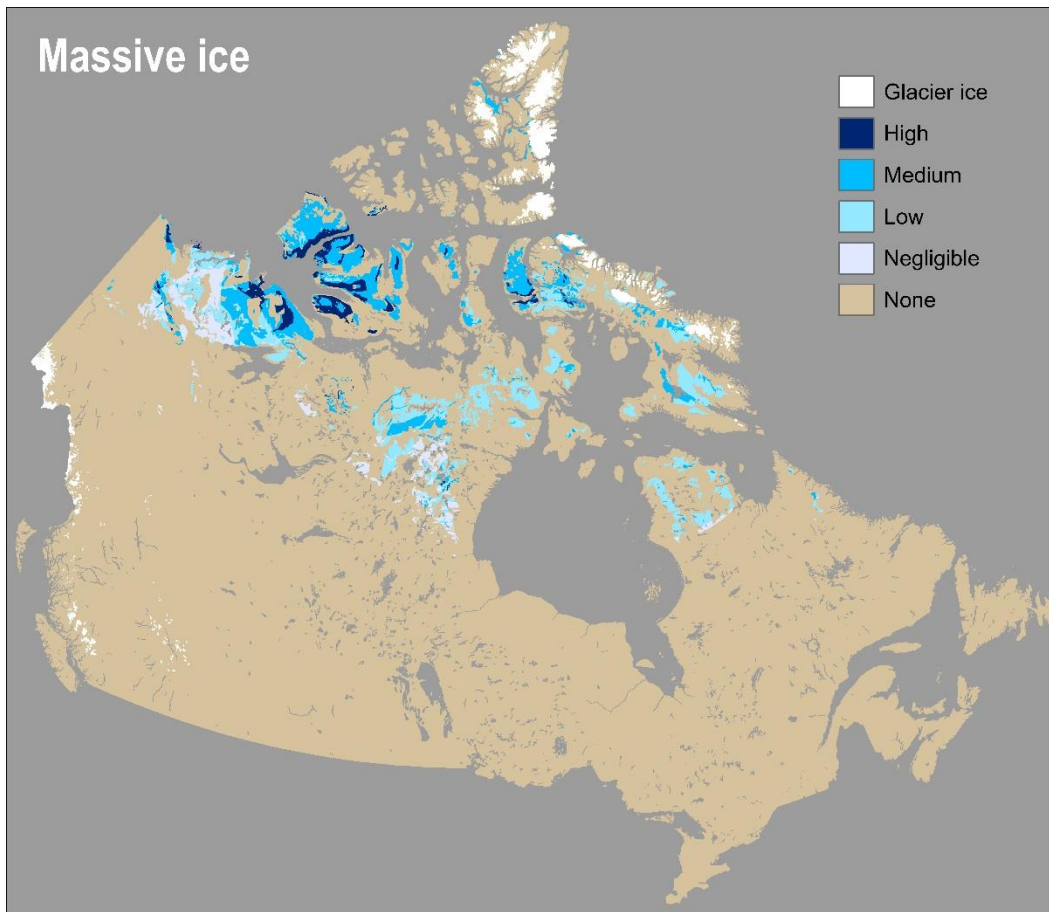 Massive ice
Glacier ice
High
Medium
Low
Negligible
None